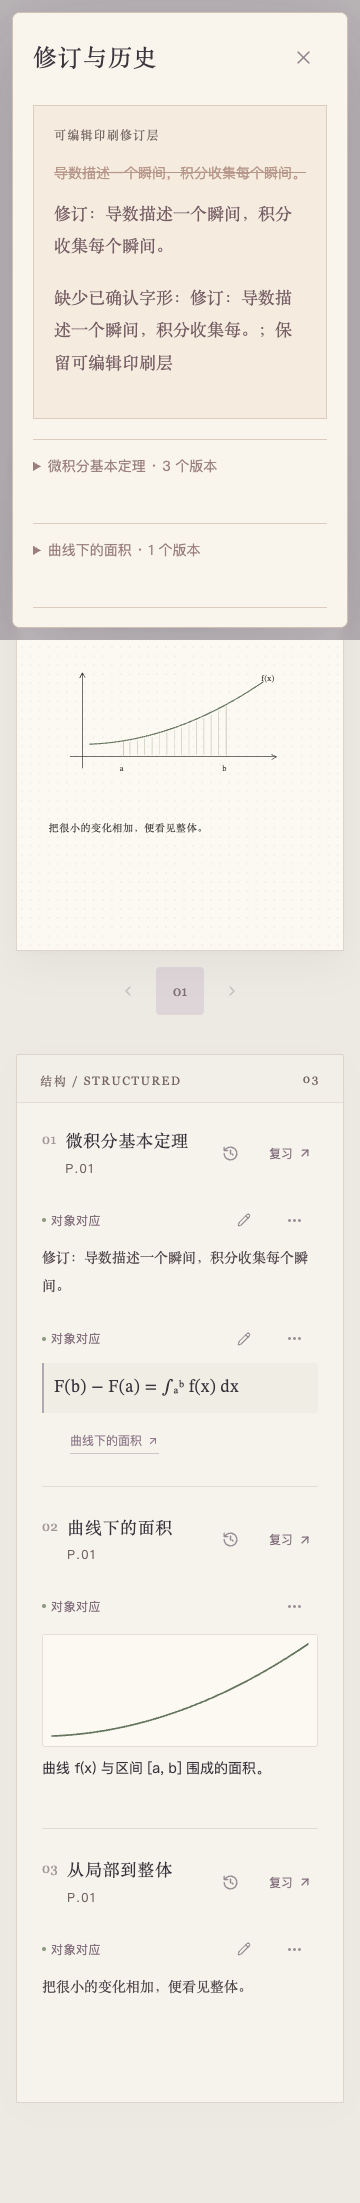 修订与历史
可编辑印刷修订层
导数描述一个瞬间，积分收集每个瞬间。
修订：导数描述一个瞬间，积分
收集每个瞬间。
缺少已确认字形：修订：导数描
述一个瞬间，积分收集每。；保
留可编辑印刷层
微积分基本定理 · 3 个版本
曲线下的面积 · 1 个版本
f(x)
a b
把很小的变化相加，便看见整体。
01
结构 / STRUCTURED 03
01 微积分基本定理 复习
P.01
对象对应
修订：导数描述一个瞬间，积分收集每个瞬
间。
对象对应
F(b) − F(a) = ∫ₐᵇ f(x) dx
曲线下的面积
02 曲线下的面积 复习
P.01
对象对应
曲线 f(x) 与区间 [a, b] 围成的面积。
03 从局部到整体 复习
P.01
对象对应
把很小的变化相加，便看见整体。